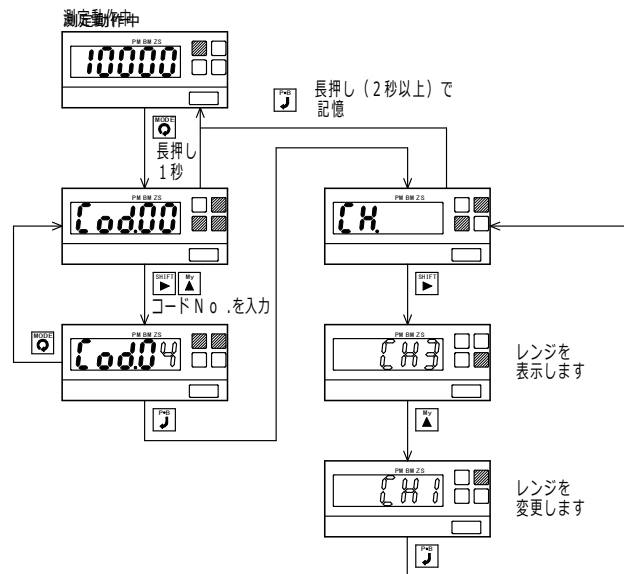 測定動作中
PM BM ZS
10000
MODE
長押し
1秒
P•B
長押し(2秒以上)で
記憶
PM BM ZS
Cod.00
SHIFT
My
コードNo.を入力
MODE
PM BM ZS
Cod.04
P•B
PM BM ZS
CH.
SHIFT
PM BM ZS
CH3
レンジを
表示します
My
PM BM ZS
CH1
レンジを
変更します
P•B